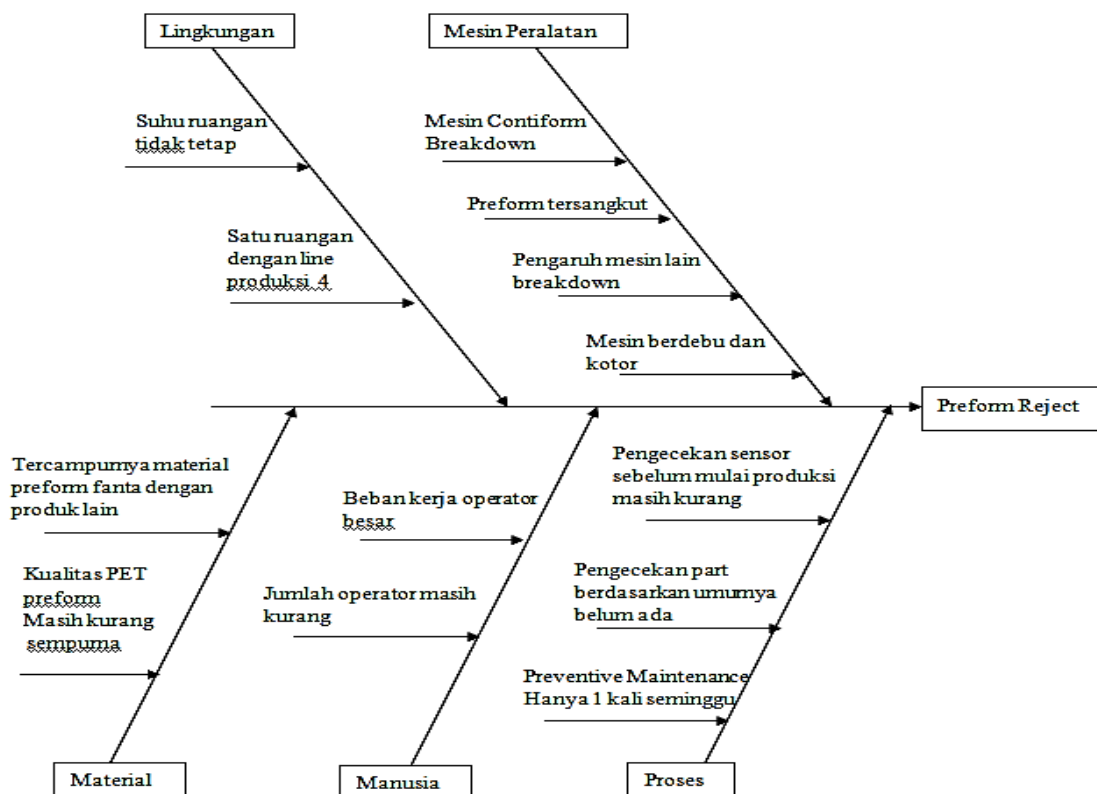 Lingkungan
Mesin Peralatan
Suhu ruangan
tidak tetap
Mesin Contiform
Breakdown
Preform tersangkut
Satu ruangan
dengan line
produksi 4
Pengaruh mesin lain
breakdown
Mesin berdebu dan
kotor
Preform Reject
Tercampurnya material
preform fanta dengan
produk lain
Kualitas PET
preform
Masih kurang
sempurna
Beban kerja operator
besar
Jumlah operator masih
kurang
Pengecekan sensor
sebelum mulai produksi
masih kurang
Pengecekan part
berdasarkan umurnya
belum ada
Preventive Maintenance
Hanya 1 kali seminggu
Material
Manusia
Proses